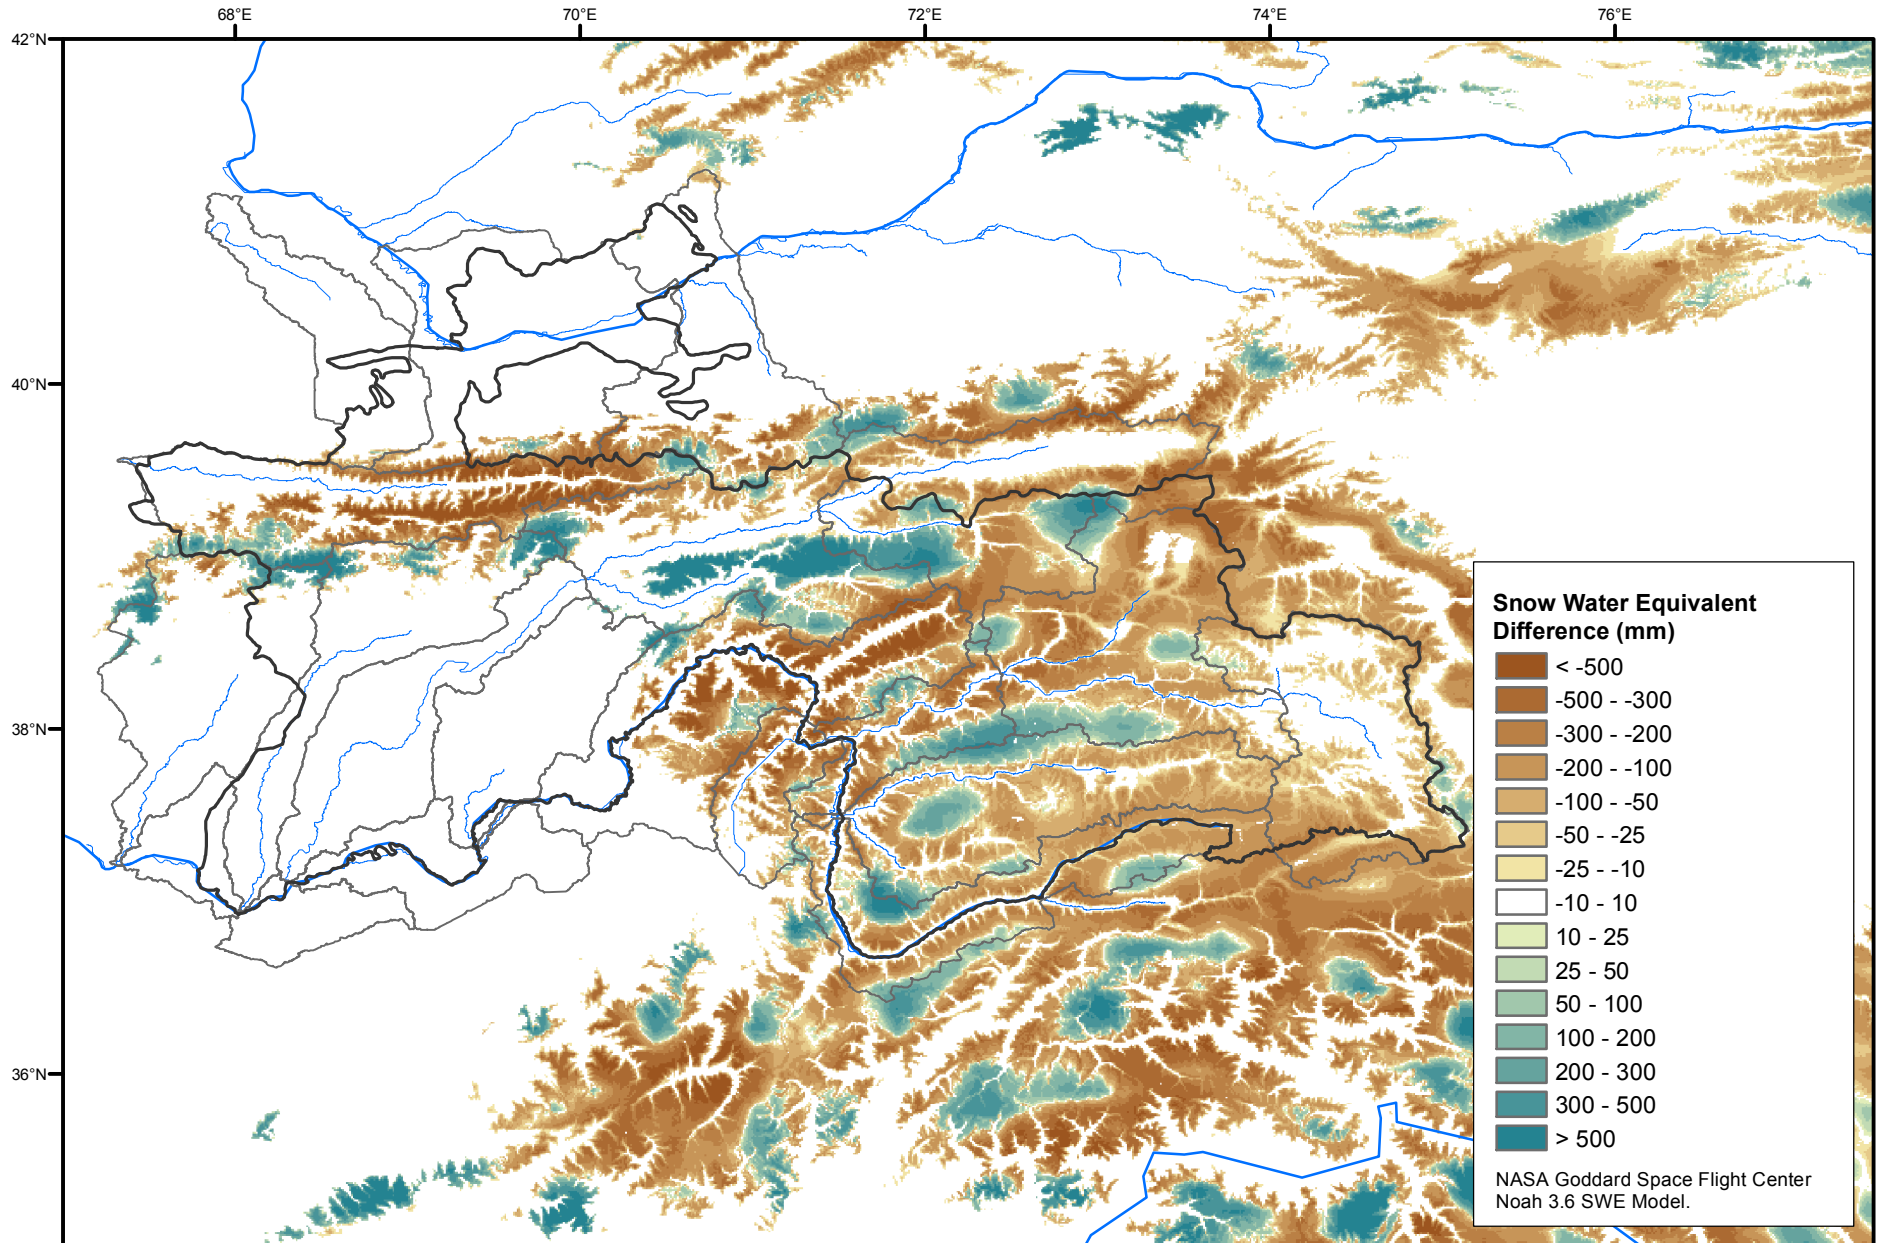 68°E 70°E 72°E 74°E 76°E
42°N
40°N
38°N
36°N
Snow Water Equivalent
Difference (mm)
< -500
-500 - -300
-300 - -200
-200 - -100
-100 - -50
-50 - -25
-25 - -10
-10 - 10
10 - 25
25 - 50
50 - 100
100 - 200
200 - 300
300 - 500
> 500
NASA Goddard Space Flight Center
Noah 3.6 SWE Model.